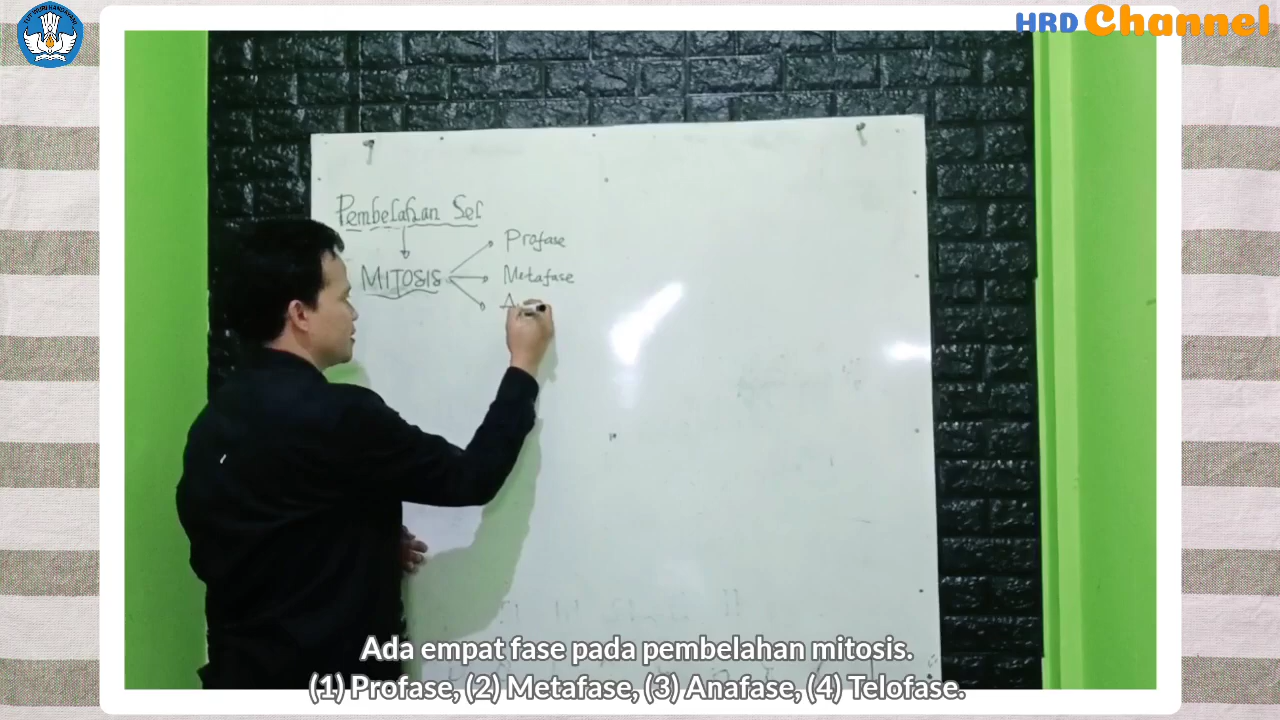 HRD Channel
Pembelahan Sel
MITOSIS
Profase
Metafase
Ada empat fase pada pembelahan mitosis.
(1) Profase, (2) Metafase, (3) Anafase, (4) Telofase.